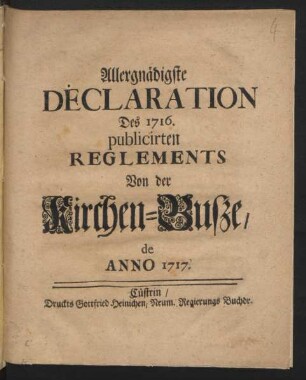 Allergnädigste
DECLARATION
Des 1716.
publicirten
REGLEMENTS
Von der
Kirchen-Buße,
de
ANNO 1717.
Cüstrin /
Druckts Gottfried Heinichen, Neum. Regierungs Buchdr.